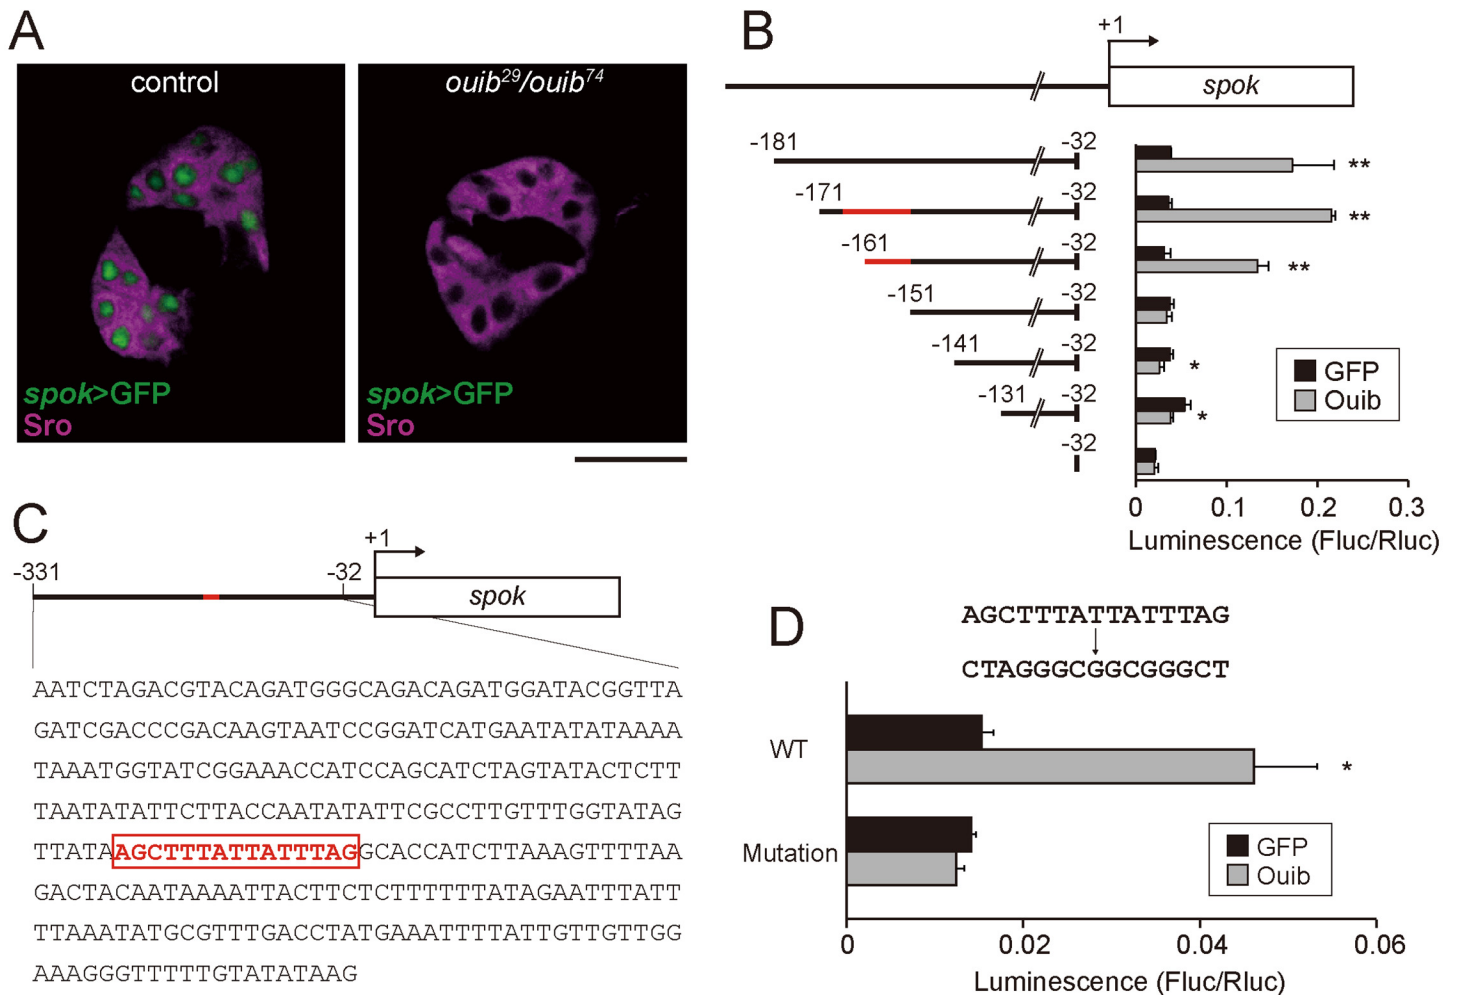 A
control
ouib29/ouib74
spok>GFP
Sro
spok>GFP
Sro
B
+1
spok
-181
-32
**
-171
-32
**
-161
-32
**
-151
-32
-141
-32
*
-131
-32
*
-32
GFP
Ouib
0 0.1 0.2 0.3
Luminescence (Fluc/Rluc)
C
+1
-331
-32
spok
AATCTAGACGTACAGATGGGCAGACAGATGGATACGGTTA
GATCGACCCGACAAGTAATCCGGATCATGAATATATAAAA
TAAATGGTATCGGAAACCATCCAGCATCTAGTATACTCTT
TAATATATTCTTACCAATATATTCGCCTTGTTTGGTATAG
TTATAAGCTTTATTATTTAGGCACCATCTTAAAGTTTTAA
GACTACAATAAAATTACTTCTCTTTTTTATAGAATTTATT
TTAAATATGCGTTTGACCTATGAAATTTTATTGTTGTTGG
AAAGGGTTTTTGTATATAAG
D
AGCTTTATTATTTAG
CTAGGGCGGCGGGCT
WT
*
Mutation
GFP
Ouib
0 0.02 0.04 0.06
Luminescence (Fluc/Rluc)